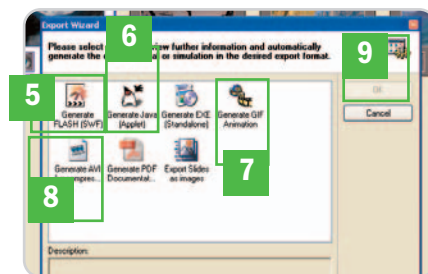 Export Wizard
Please select
view further information and automatically
generate the
or simulation in the desired export format.
5
6
7
8
9
Generate FLASH (SWF)
Generate Java (Applet)
Generate EXE (Standalone)
Generate GIF Animation
OK
Cancel
Generate AVI
Generate PDF Documentat...
Export Slides as images
Description: